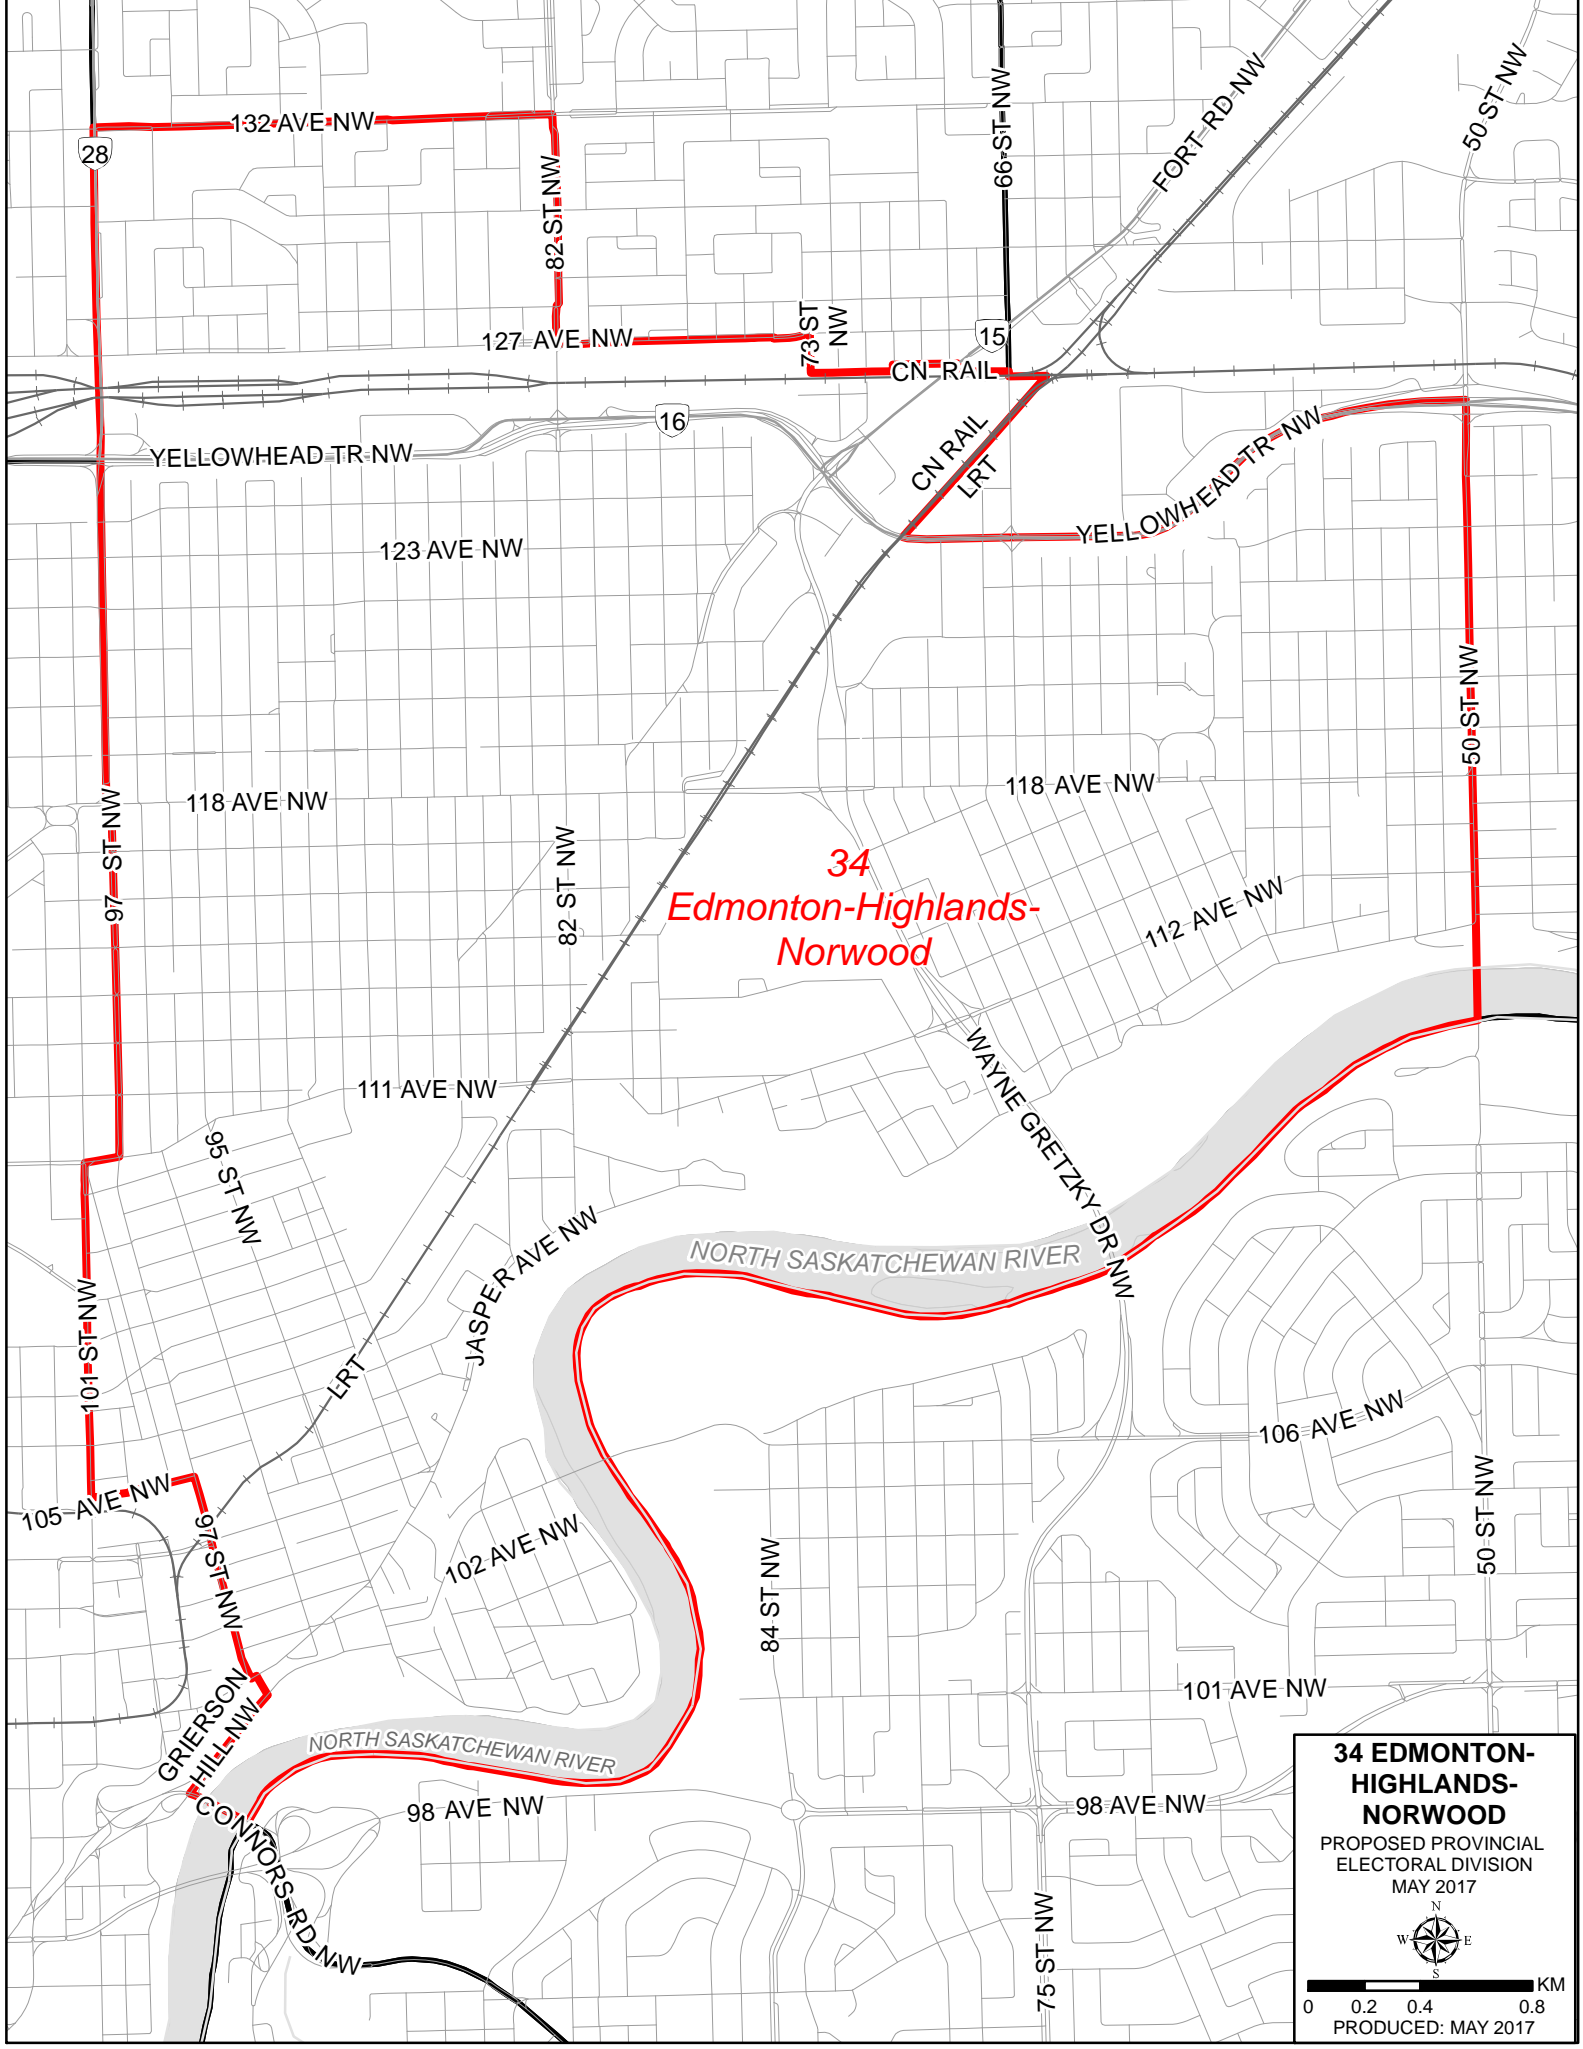 132 AVE NW
28
82 ST NW
66 ST NW
FORT RD NW
50 ST NW
127 AVE NW
73 ST
NW
15
CN RAIL
16
YELLOWHEAD TR NW
CN RAIL
LRT
YELLOWHEAD TR NW
123 AVE NW
50 ST NW
118 AVE NW
118 AVE NW
97 ST NW
82 ST NW
34
Edmonton-Highlands-
Norwood
112 AVE NW
111 AVE NW
WAYNE GRETZKY DR NW
95 ST NW
JASPER AVE NW
NORTH SASKATCHEWAN RIVER
101 ST NW
LRT
106 AVE NW
105 AVE NW
97 ST NW
102 AVE NW
84 ST NW
50 ST NW
GRIERSON
HILL NW
101 AVE NW
NORTH SASKATCHEWAN RIVER
CONNORS RD NW
98 AVE NW
98 AVE NW
75 ST NW
34 EDMONTON-
HIGHLANDS-
NORWOOD
PROPOSED PROVINCIAL
ELECTORAL DIVISION
MAY 2017
N
W E
S
KM
0 0.2 0.4 0.8
PRODUCED: MAY 2017